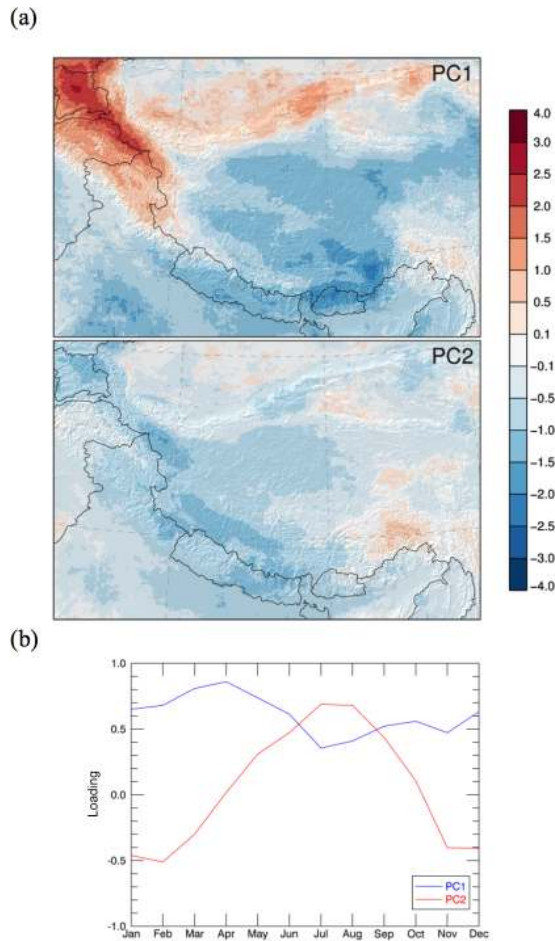 (a)
PC1
4.0
3.0
2.5
2.0
1.5
1.0
0.5
0.1
−0.1
−0.5
−1.0
−1.5
−2.0
−2.5
−3.0
−4.0
PC2
(b)
1.0
0.5
0.0
-0.5
-1.0
Loading
PC1
PC2
Jan Feb Mar Apr May Jun Jul Aug Sep Oct Nov Dec